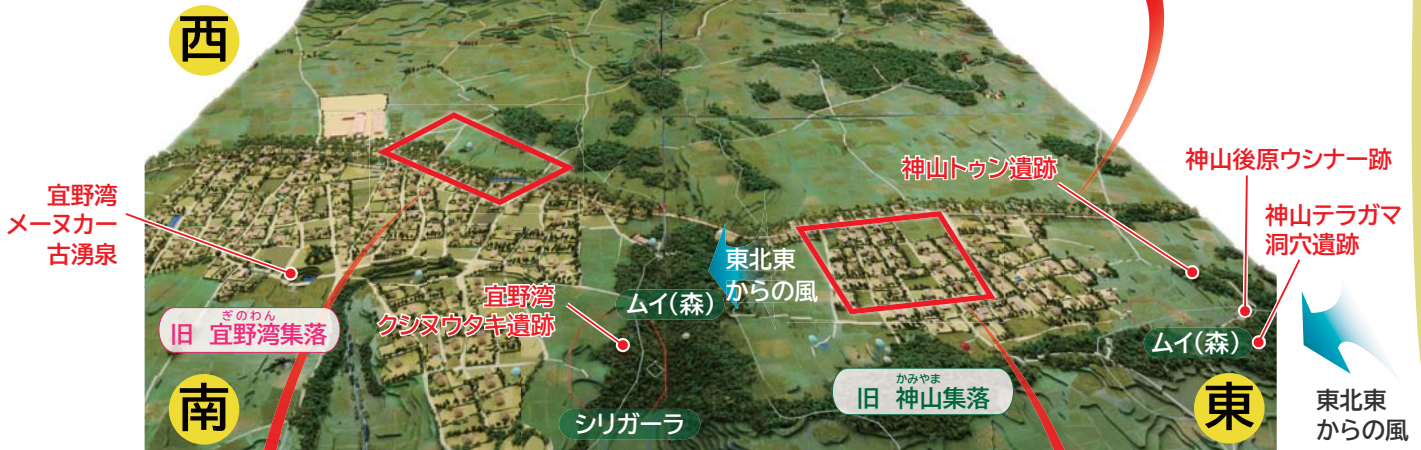 西
宜野湾
メーヌカー
古湧泉
ぎのわん
旧 宜野湾集落
南
宜野湾
クシヌウタキ遺跡
ムイ(森)
シリガーラ
東北東
からの風
神山トゥン遺跡
かみやま
旧 神山集落
神山後原ウシナー跡
神山テラガマ
洞穴遺跡
ムイ(森)
東
東北東
からの風